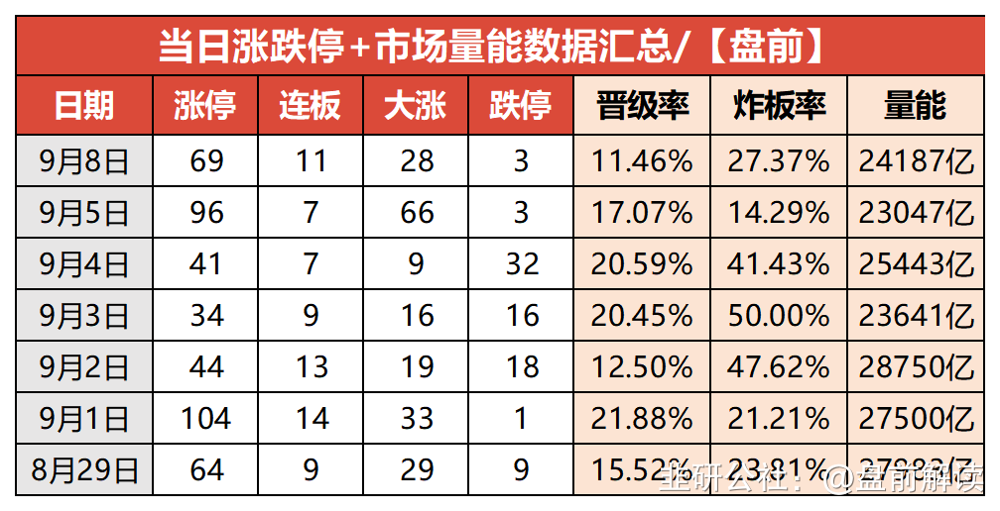 当日涨跌停+市场量能数据汇总/【盘前】
日期 涨停 连板 大涨 跌停 晋级率 炸板率 量能
9月8日 69 11 28 3 11.46% 27.37% 24187亿
9月5日 96 7 66 3 17.07% 14.29% 23047亿
9月4日 41 7 9 32 20.59% 41.43% 25443亿
9月3日 34 9 16 16 20.45% 50.00% 23641亿
9月2日 44 13 19 18 12.50% 47.62% 28750亿
9月1日 104 14 33 1 21.88% 21.21% 27500亿
8月29日 64 9 29 9 15.52% 23.81%
韭研公社：@盘前解读